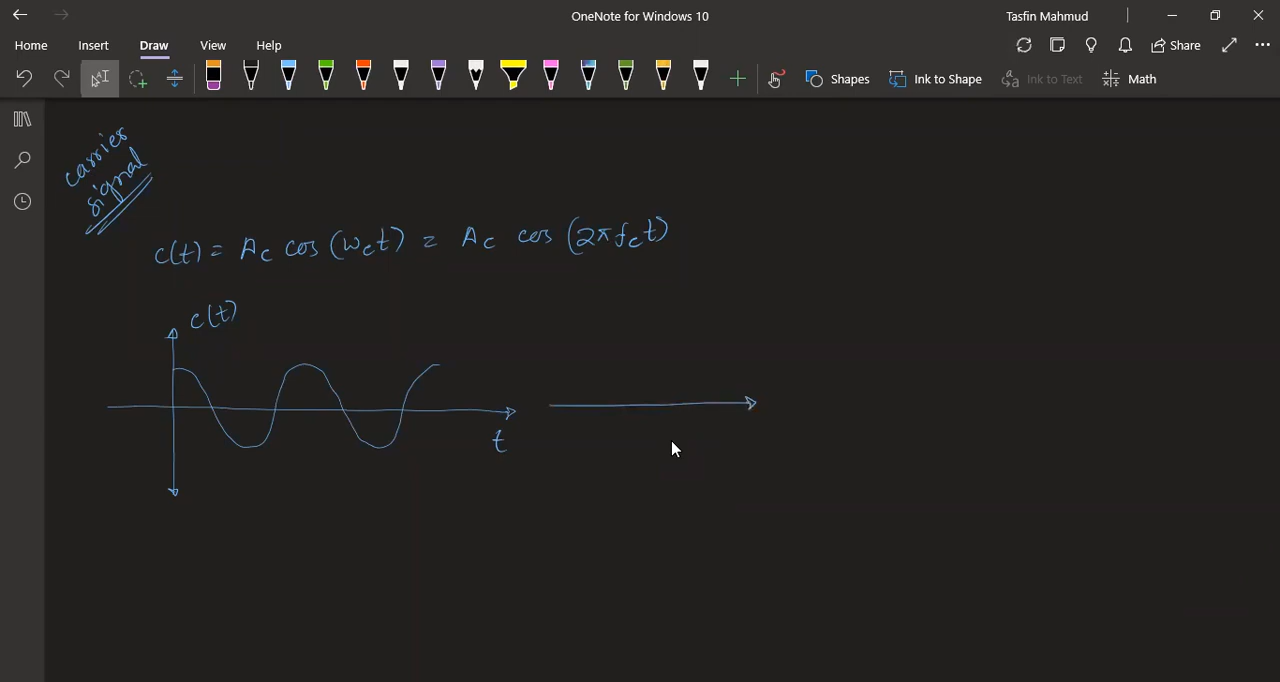 OneNote for Windows 10
Tasfin Mahmud
Home Insert Draw View Help
Share
Shapes Ink to Shape Ink to Text Math
carrier
signal
c(t) = Ac cos (ωct) = Ac cos (2πfct)
c(t)
t